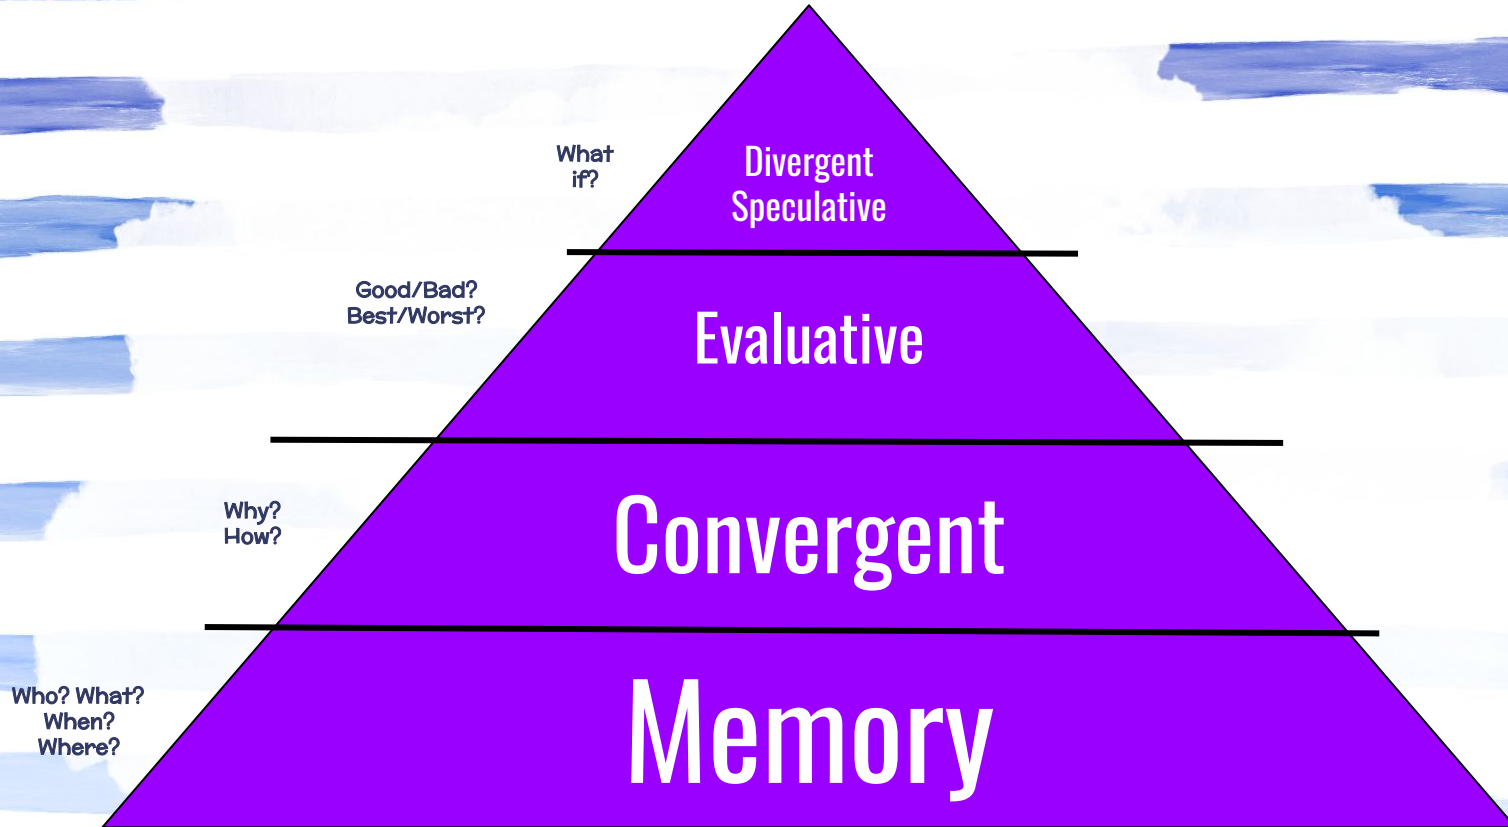 What
if?
Divergent
Speculative
Good/Bad?
Best/Worst?
Evaluative
Why?
How?
Convergent
Who? What?
When?
Where?
Memory